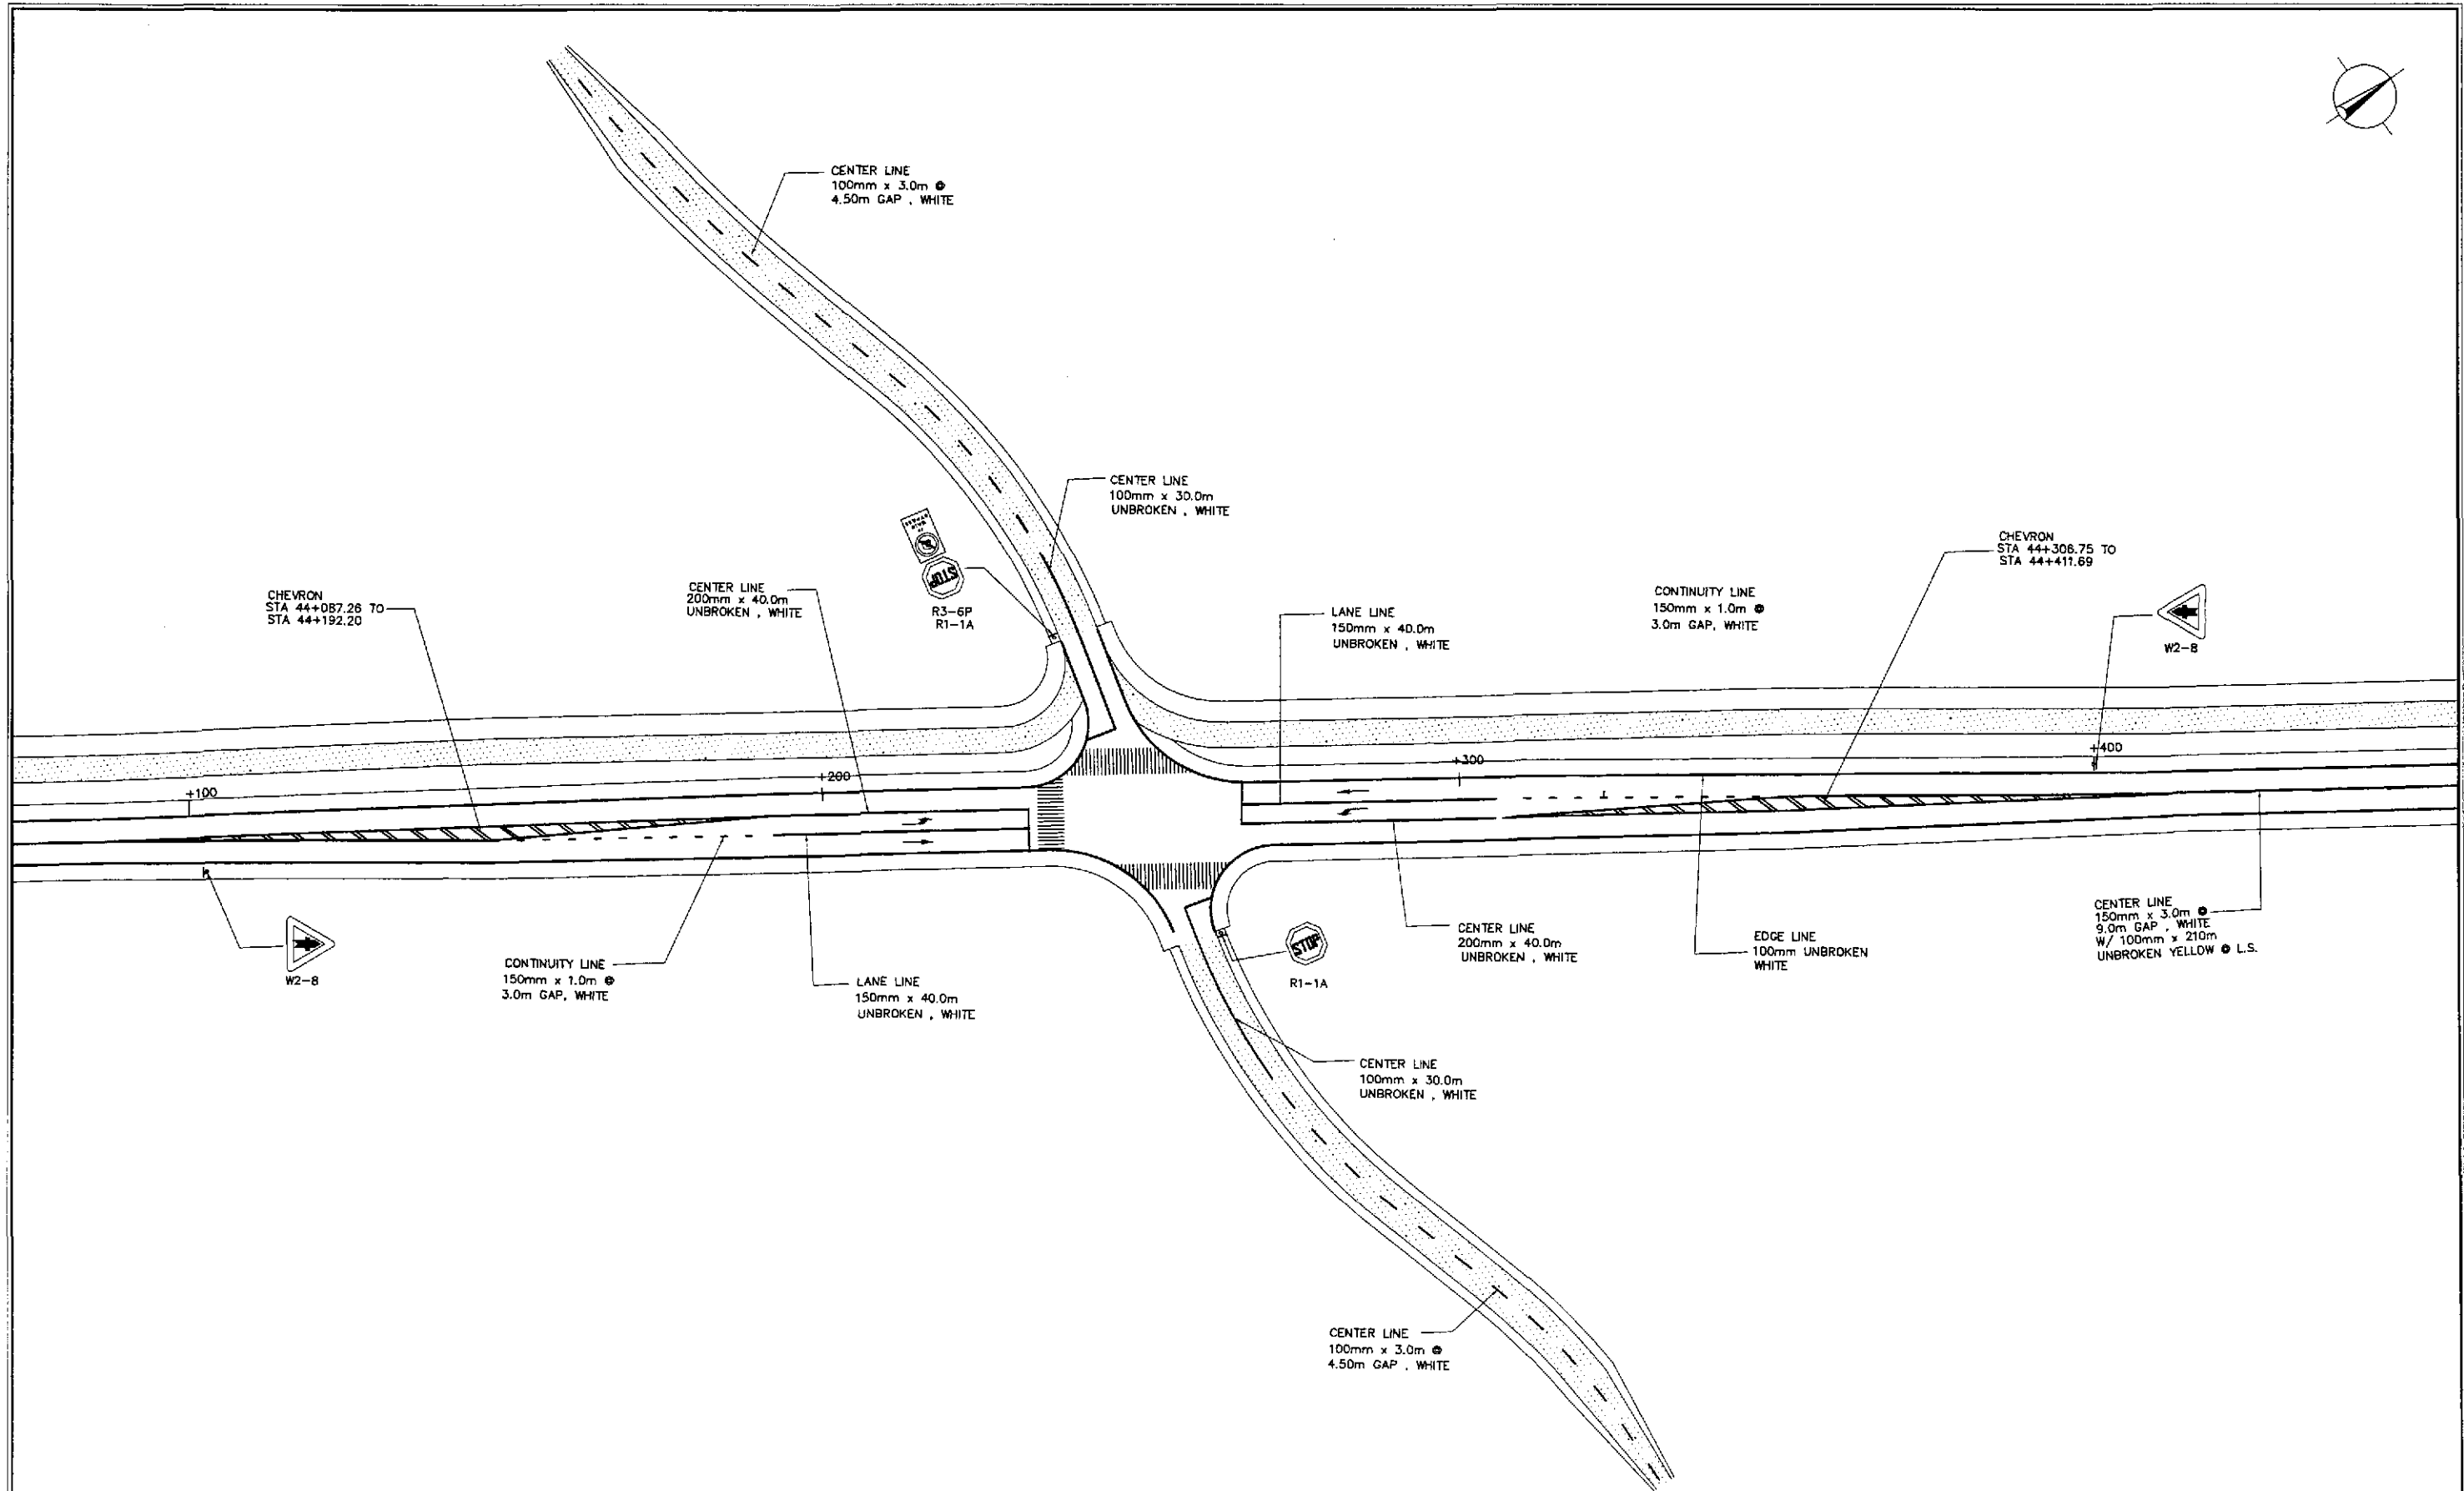 CENTER LINE
100mm x 3.0m @
4.50m GAP , WHITE
CENTER LINE
100mm x 30.0m
UNBROKEN , WHITE
STOP
R3-6P
R1-1A
CHEVRON
STA 44+087.26 TO
STA 44+192.20
CENTER LINE
200mm x 40.0m
UNBROKEN , WHITE
LANE LINE
150mm x 40.0m
UNBROKEN , WHITE
CONTINUITY LINE
150mm x 1.0m @
3.0m GAP, WHITE
CHEVRON
STA 44+306.75 TO
STA 44+411.69
W2-8
+100
+200
+300
+400
W2-8
CONTINUITY LINE
150mm x 1.0m @
3.0m GAP, WHITE
LANE LINE
150mm x 40.0m
UNBROKEN , WHITE
STOP
R1-1A
CENTER LINE
200mm x 40.0m
UNBROKEN , WHITE
EDGE LINE
100mm UNBROKEN
WHITE
CENTER LINE
150mm x 3.0m @
9.0m GAP , WHITE
W/ 100mm x 210m
UNBROKEN YELLOW @ L.S.
CENTER LINE
100mm x 30.0m
UNBROKEN , WHITE
CENTER LINE
100mm x 3.0m @
4.50m GAP , WHITE